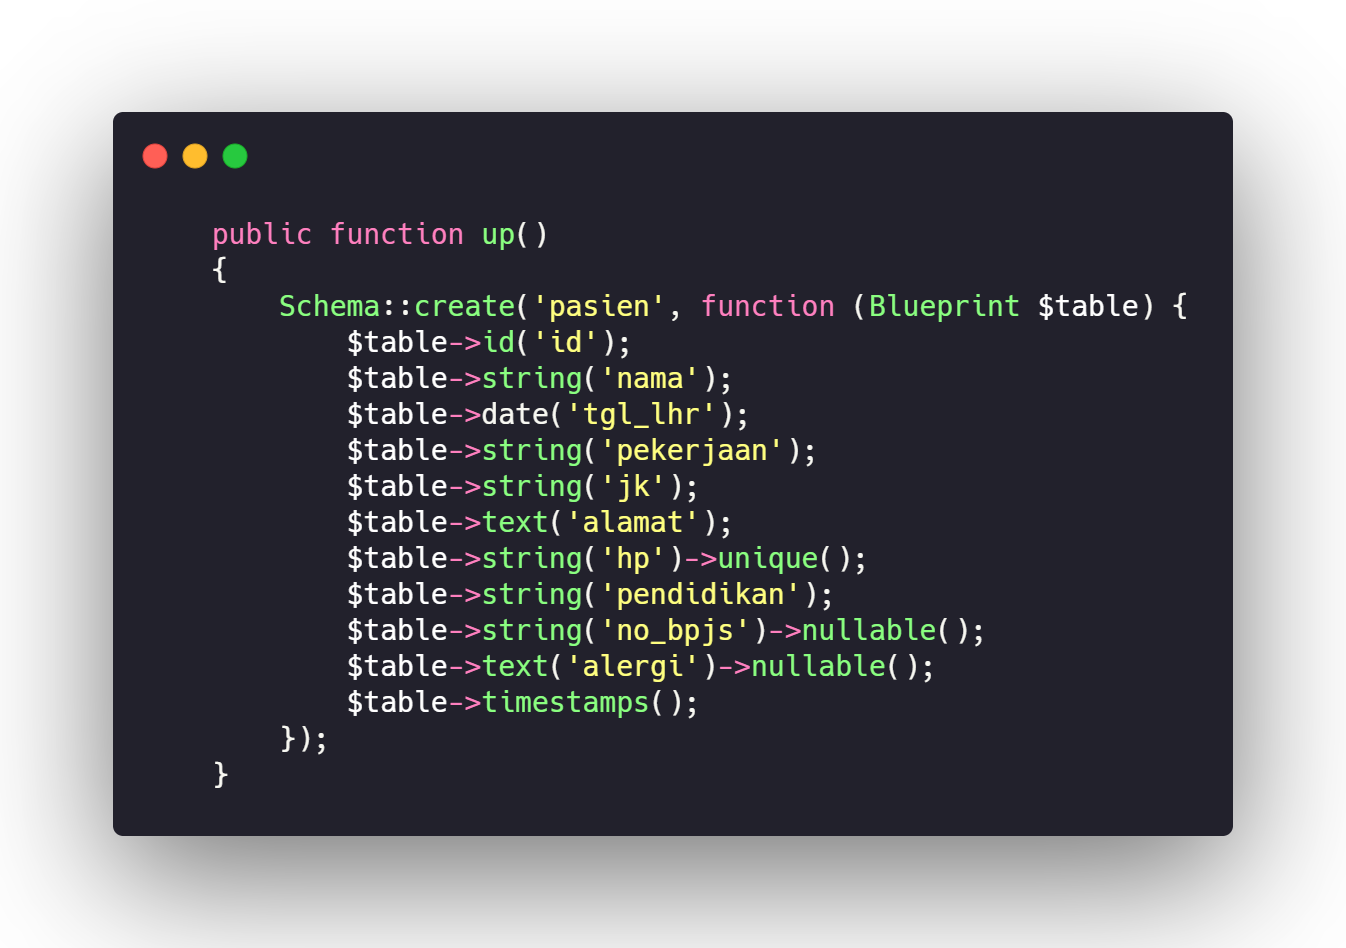 public function up()
{
    Schema::create('pasien', function (Blueprint $table) {
        $table->id('id');
        $table->string('nama');
        $table->date('tgl_lhr');
        $table->string('pekerjaan');
        $table->string('jk');
        $table->text('alamat');
        $table->string('hp')->unique();
        $table->string('pendidikan');
        $table->string('no_bpjs')->nullable();
        $table->text('alergi')->nullable();
        $table->timestamps();
    });
}